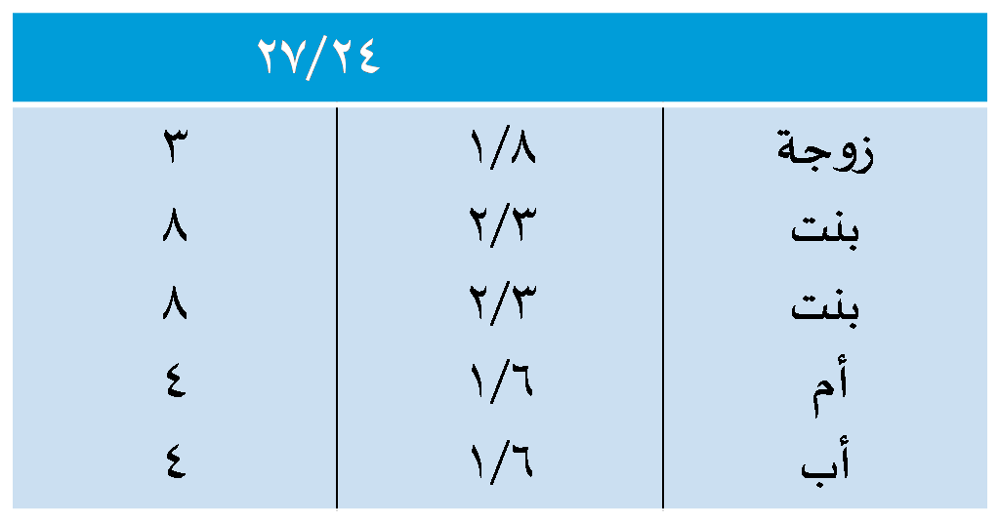 ٢٧/٢٤
زوجة ١/٨ ٣
بنت ٢/٣ ٨
بنت ٢/٣ ٨
أم ١/٦ ٤
أب ١/٦ ٤